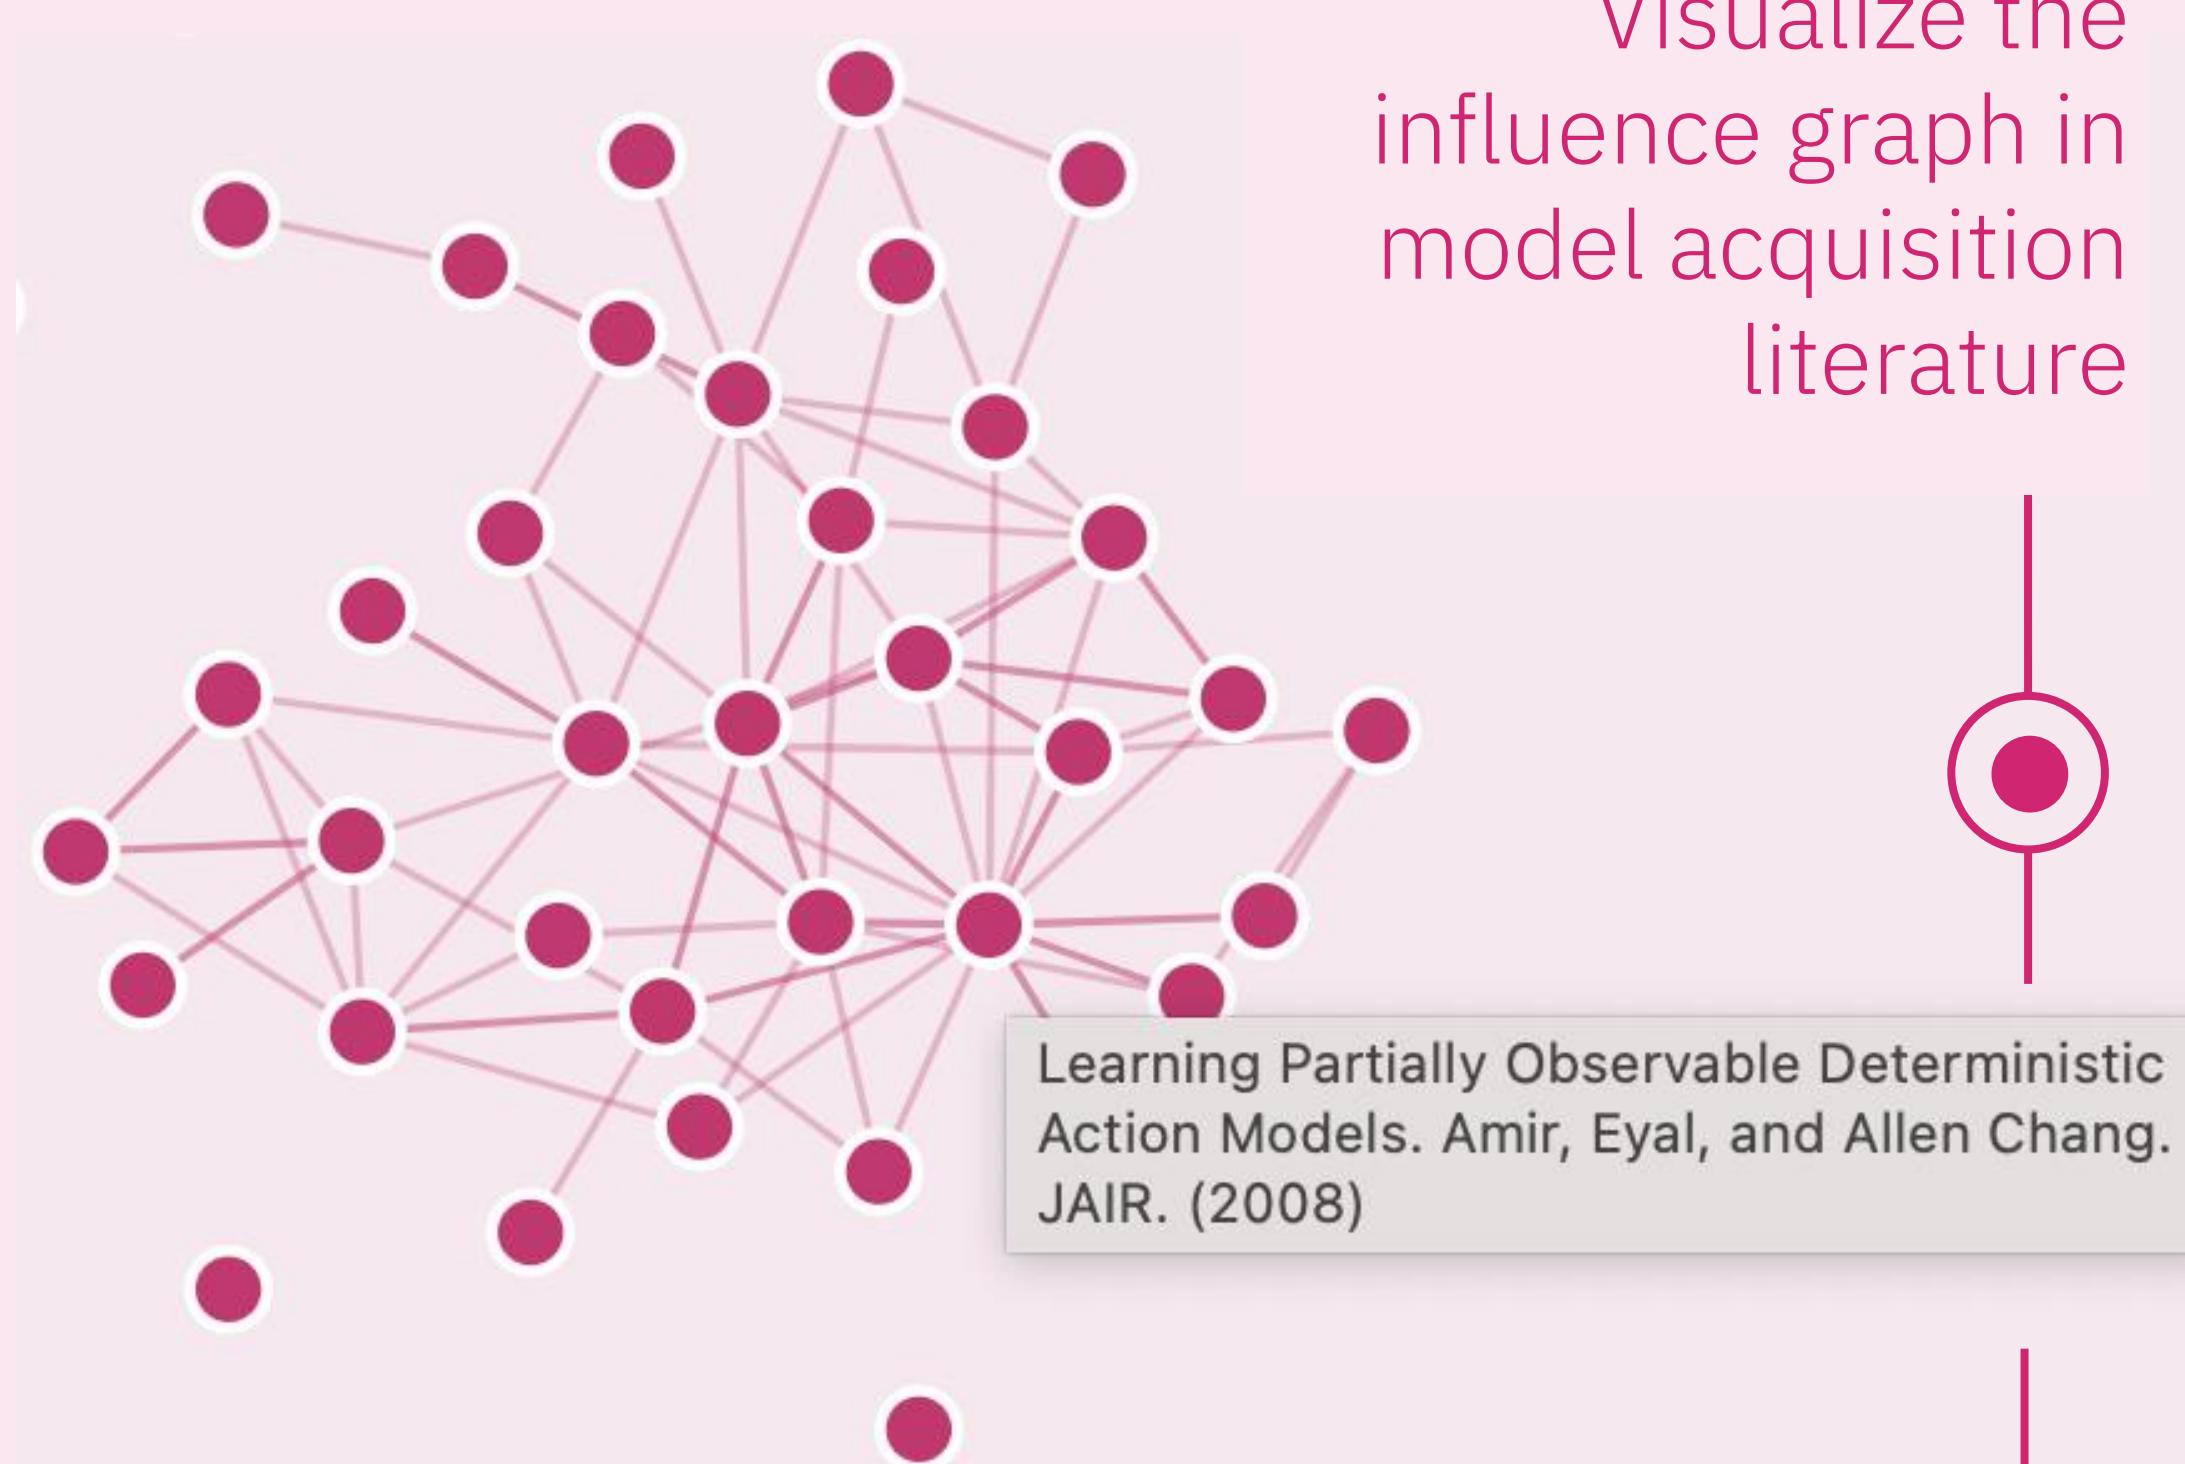 Visualize the
influence graph in
model acquisition
literature
Learning Partially Observable Deterministic
Action Models. Amir, Eyal, and Allen Chang.
JAIR. (2008)